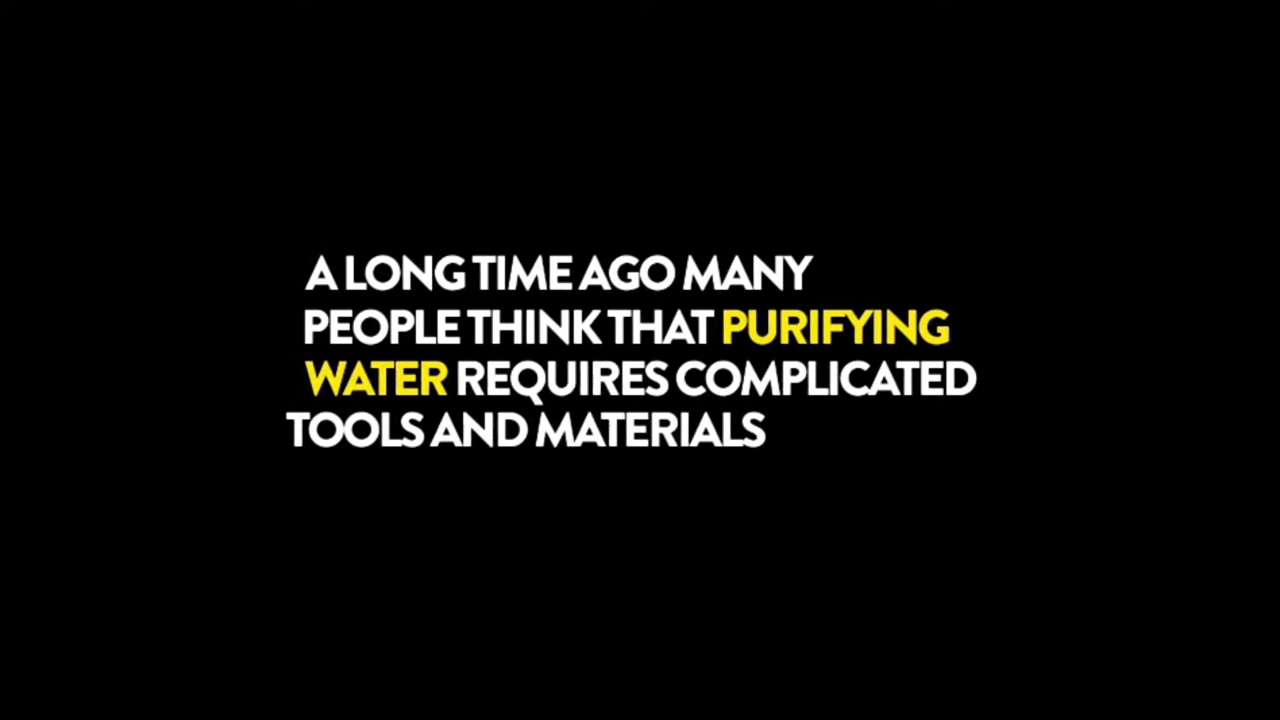 A LONG TIME AGO MANY
PEOPLE THINK THAT PURIFYING
WATER REQUIRES COMPLICATED
TOOLS AND MATERIALS